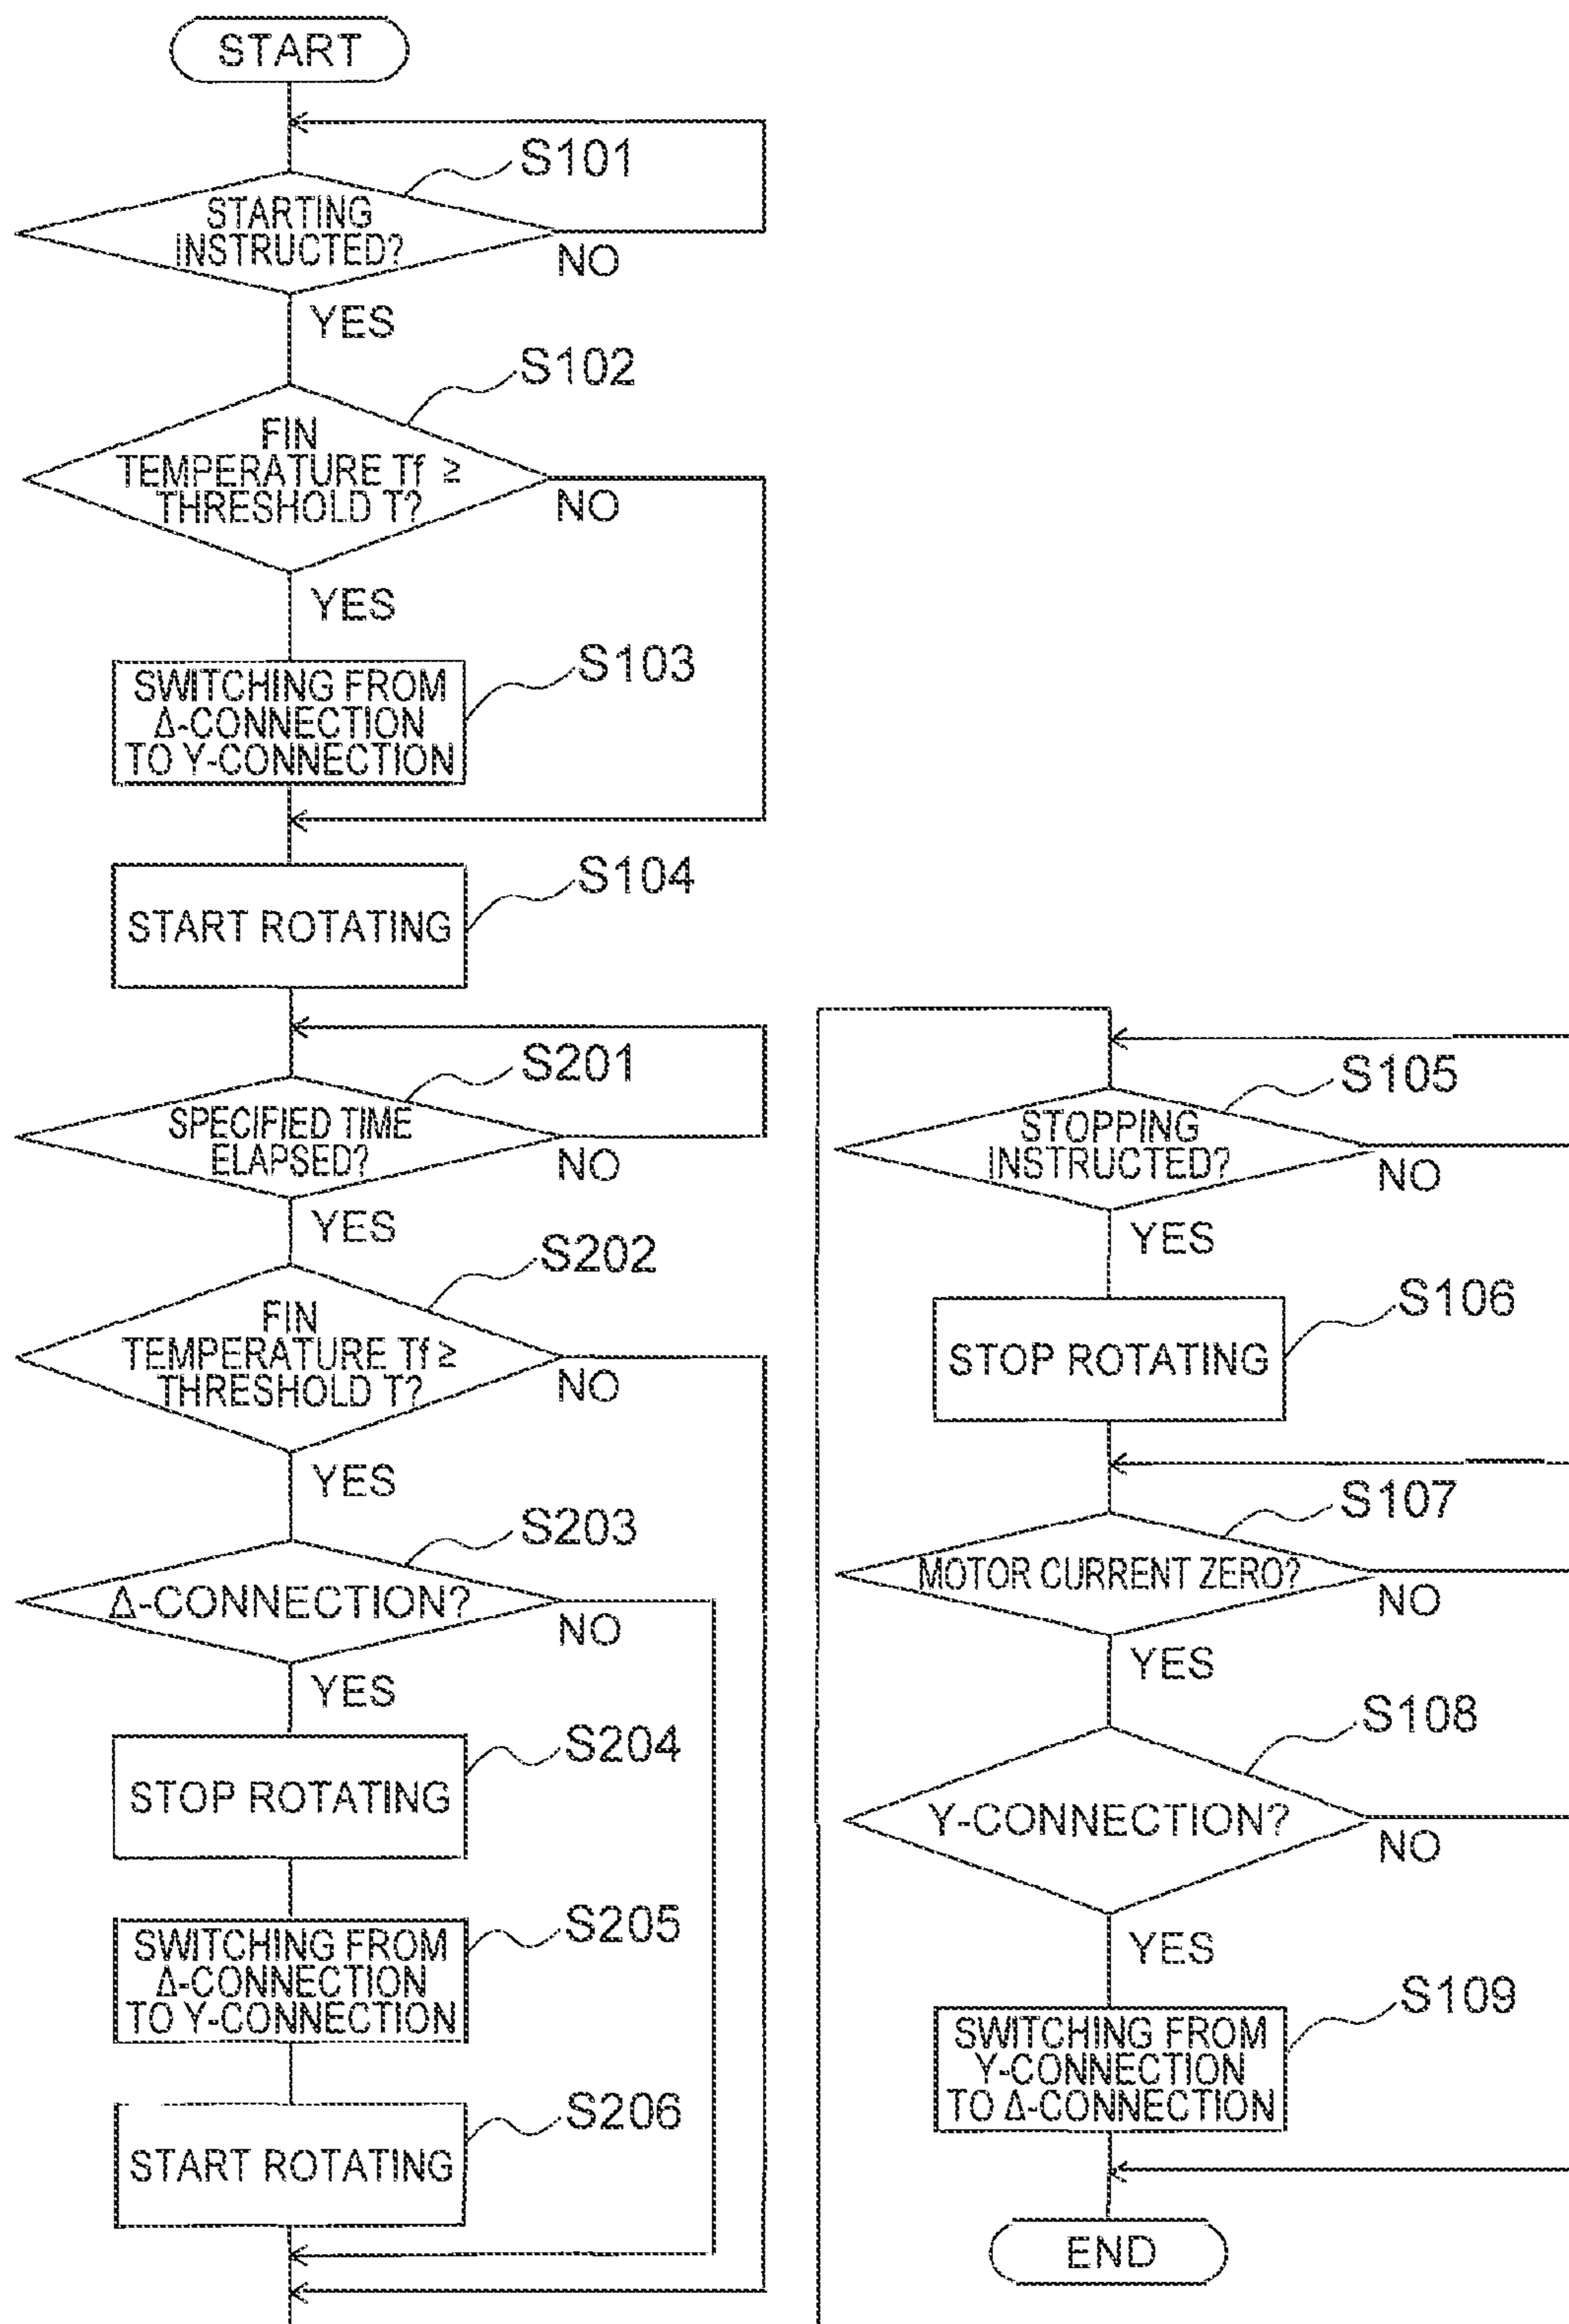 START
S101
STARTING
INSTRUCTED?
NO
YES
S102
FIN
TEMPERATURE Tf ≥
THRESHOLD T?
NO
YES
S103
SWITCHING FROM
Δ-CONNECTION
TO Y-CONNECTION
S104
START ROTATING
S201
SPECIFIED TIME
ELAPSED?
NO
YES
S202
FIN
TEMPERATURE Tf ≥
THRESHOLD T?
NO
YES
S203
Δ-CONNECTION?
NO
YES
S204
STOP ROTATING
S205
SWITCHING FROM
Δ-CONNECTION
TO Y-CONNECTION
S206
START ROTATING
S105
STOPPING
INSTRUCTED?
NO
YES
S106
STOP ROTATING
S107
MOTOR CURRENT ZERO?
NO
YES
S108
Y-CONNECTION?
NO
YES
S109
SWITCHING FROM
Y-CONNECTION
TO Δ-CONNECTION
END